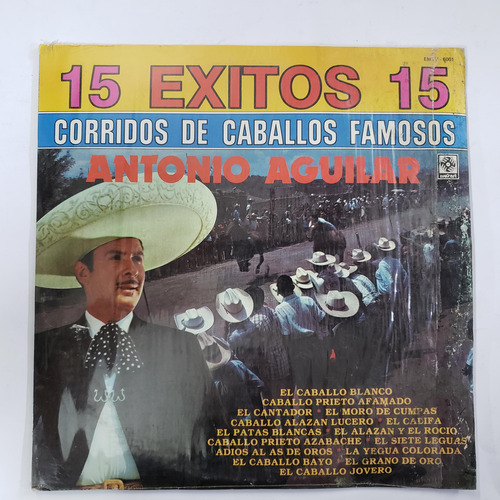 15 EXITOS 15
CORRIDOS DE CABALLOS FAMOSOS
ANTONIO AGUILAR
musart
EL CABALLO BLANCO
CABALLO PRIETO AFAMADO
EL CANTADOR · EL MORO DE CUMPAS
CABALLO ALAZAN LUCERO · EL CALIFA
EL PATAS BLANCAS · EL ALAZAN Y EL ROCIO
CABALLO PRIETO AZABACHE · EL SIETE LEGUAS
ADIOS AL AS DE OROS · LA YEGUA COLORADA
EL CABALLO BAYO · EL GRANO DE ORO
EL CABALLO JOVERO